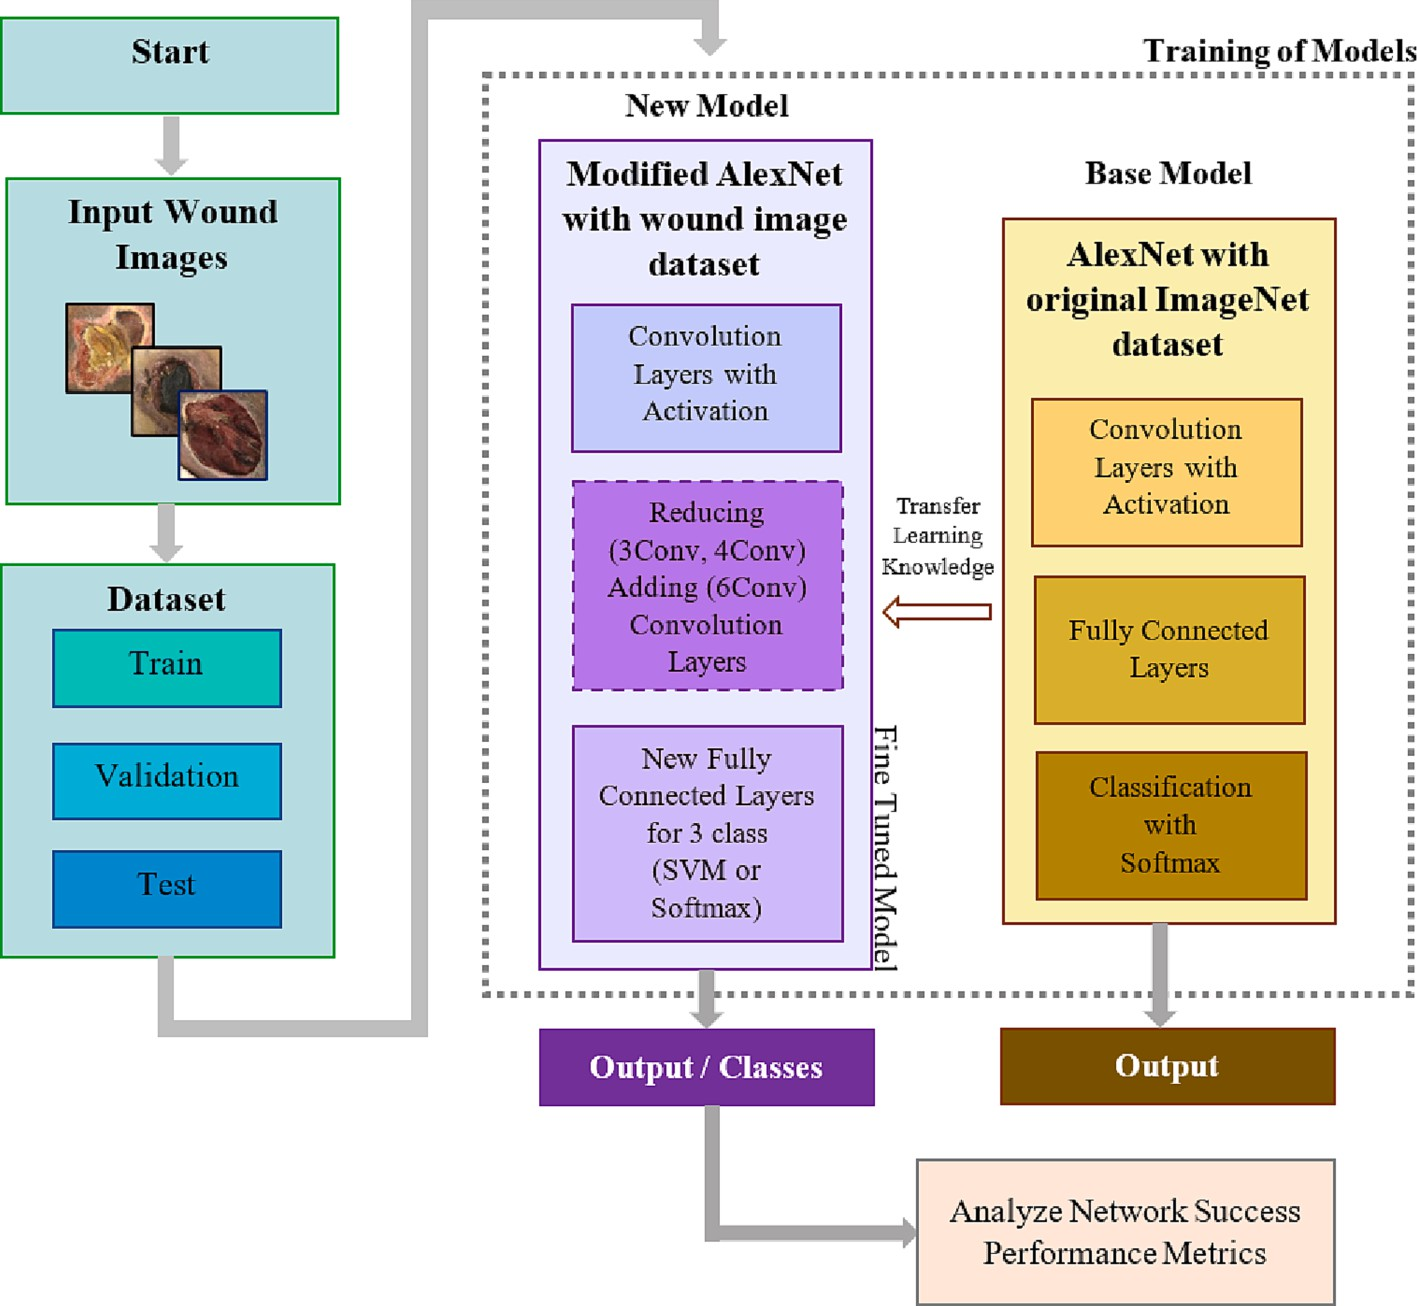 Start
Input Wound
Images
Dataset
Train
Validation
Test
Training of Models
New Model
Modified AlexNet
with wound image
dataset
Convolution
Layers with
Activation
Reducing
(3Conv, 4Conv)
Adding (6Conv)
Convolution
Layers
New Fully
Connected Layers
for 3 class
(SVM or
Softmax)
Fine Tuned Model
Transfer
Learning
Knowledge
Base Model
AlexNet with
original ImageNet
dataset
Convolution
Layers with
Activation
Fully Connected
Layers
Classification
with
Softmax
Output / Classes
Output
Analyze Network Success
Performance Metrics